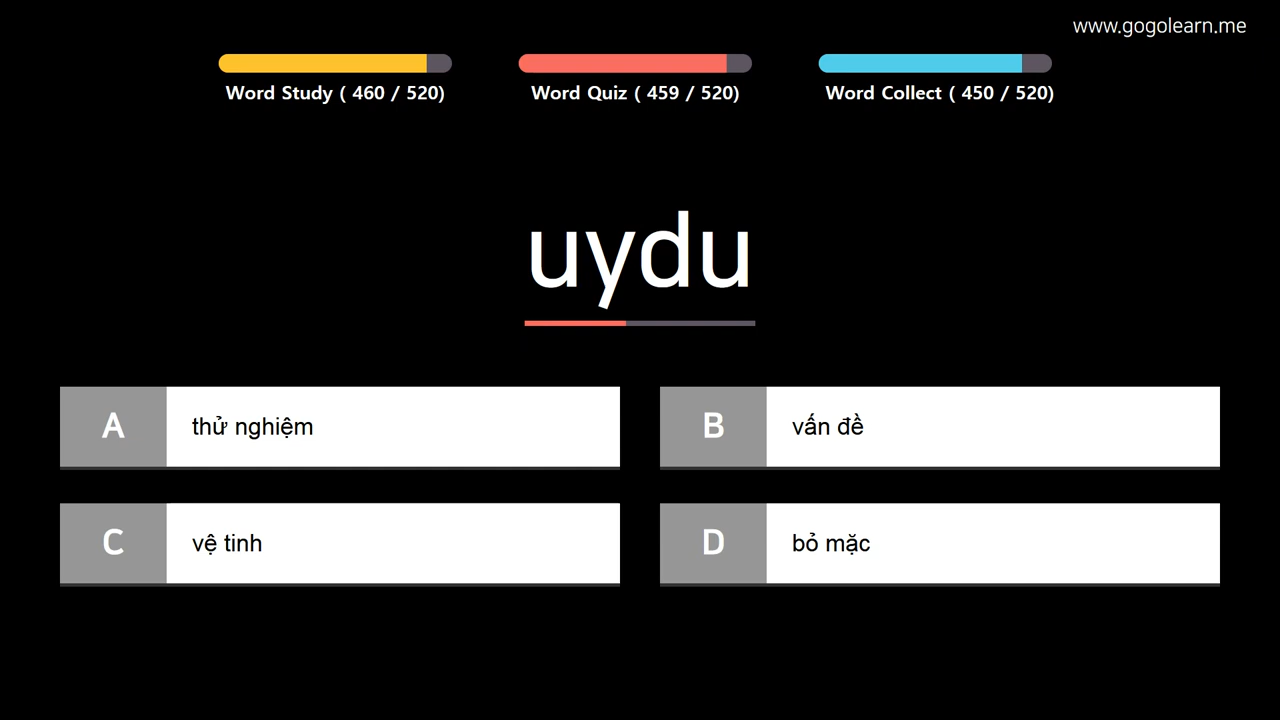 www.gogolearn.me
Word Study ( 460 / 520)
Word Quiz ( 459 / 520)
Word Collect ( 450 / 520)
uydu
A thử nghiệm
B vấn đề
C vệ tinh
D bỏ mặc